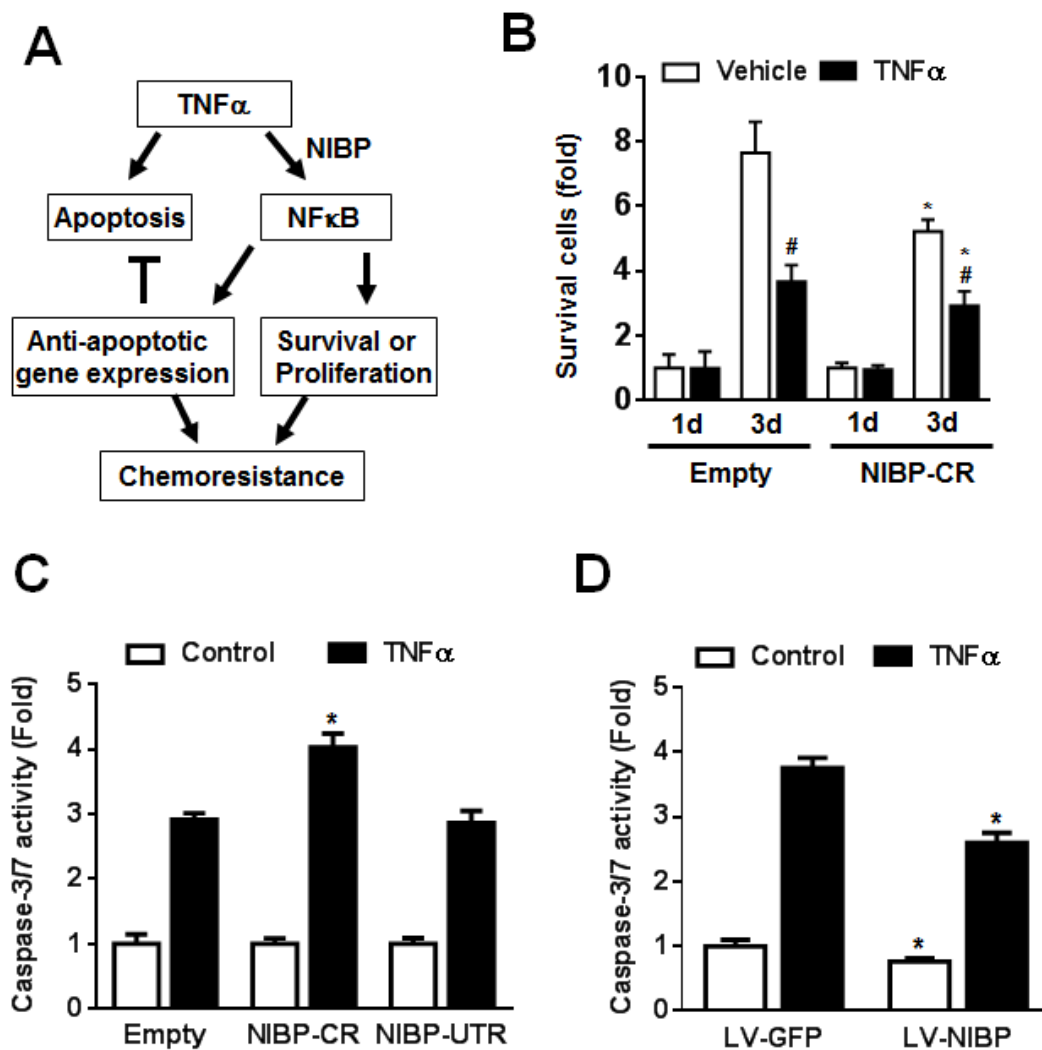 A
TNFα
NIBP
Apoptosis
NFκB
Anti-apoptotic
gene expression
Survival or
Proliferation
Chemoresistance
B
Vehicle TNFα
Survival cells (fold)
10
8
6
4
2
0
#
*
*
#
1d 3d 1d 3d
Empty NIBP-CR
C
Control TNFα
Caspase-3/7 activity (Fold)
5
4
3
2
1
0
*
Empty NIBP-CR NIBP-UTR
D
Control TNFα
Caspase-3/7 activity (Fold)
5
4
3
2
1
0
*
*
LV-GFP LV-NIBP